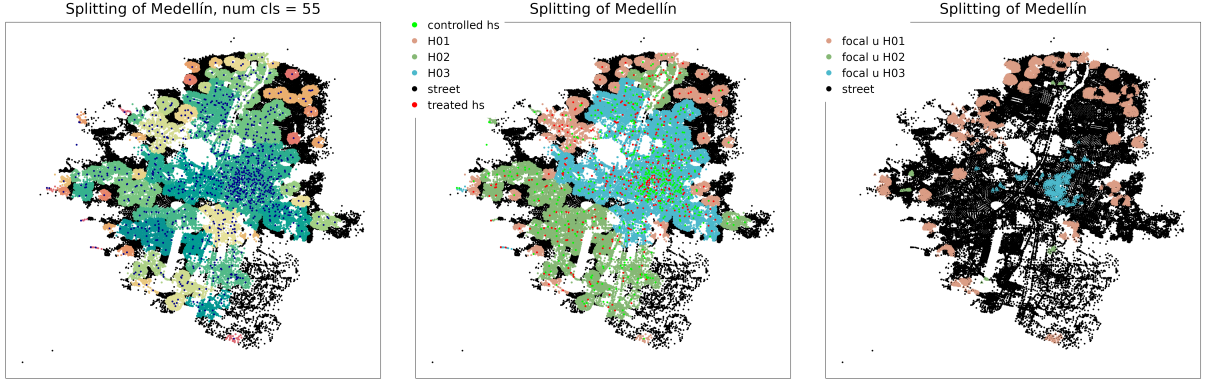 Splitting of Medellín, num cls = 55
Splitting of Medellín
controlled hs
H01
H02
H03
street
treated hs
Splitting of Medellín
focal u H01
focal u H02
focal u H03
street